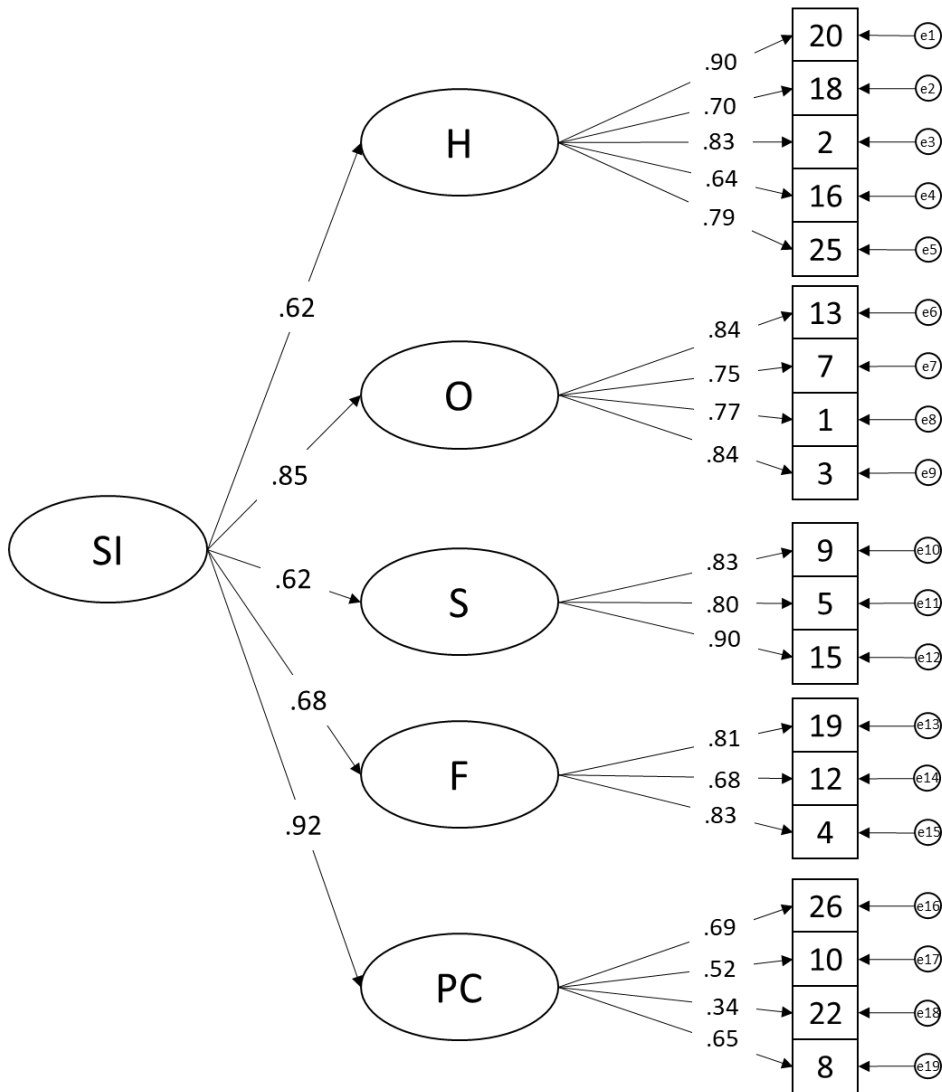 20 e1
.90
18 e2
.70
H
.83 2 e3
.64
16 e4
.79
25 e5
.62
13 e6
.84
7 e7
.75
O
.77
1 e8
.84
3 e9
.85
SI
9 e10
.83
.62
S
.80 5 e11
.90
15 e12
.68
19 e13
.81
F
.68 12 e14
.83
4 e15
.92
26 e16
.69
10 e17
.52
PC
.34
22 e18
.65
8 e19